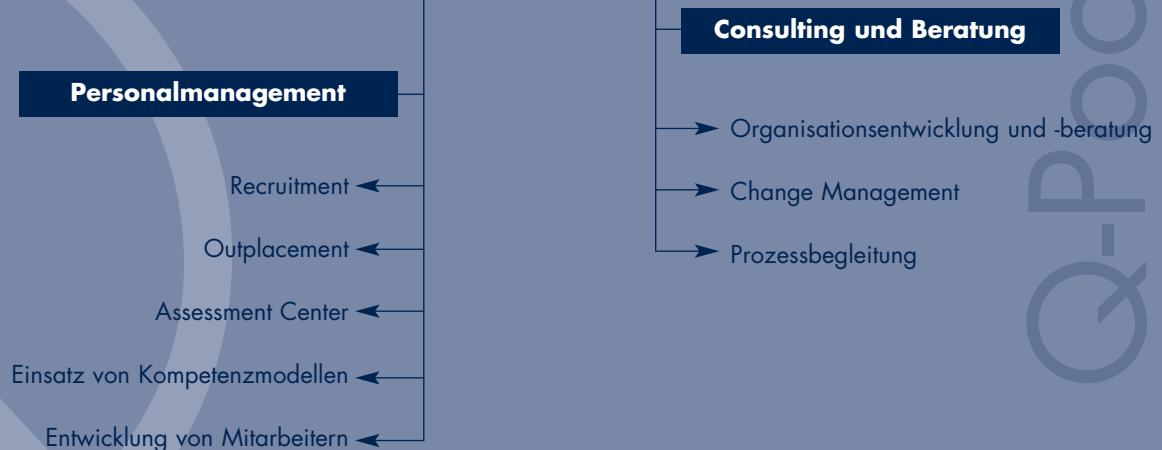 Personalmanagement
Recruitment
Outplacement
Assessment Center
Einsatz von Kompetenzmodellen
Entwicklung von Mitarbeitern
Consulting und Beratung
Organisationsentwicklung und -beratung
Change Management
Prozessbegleitung
Q-Poo